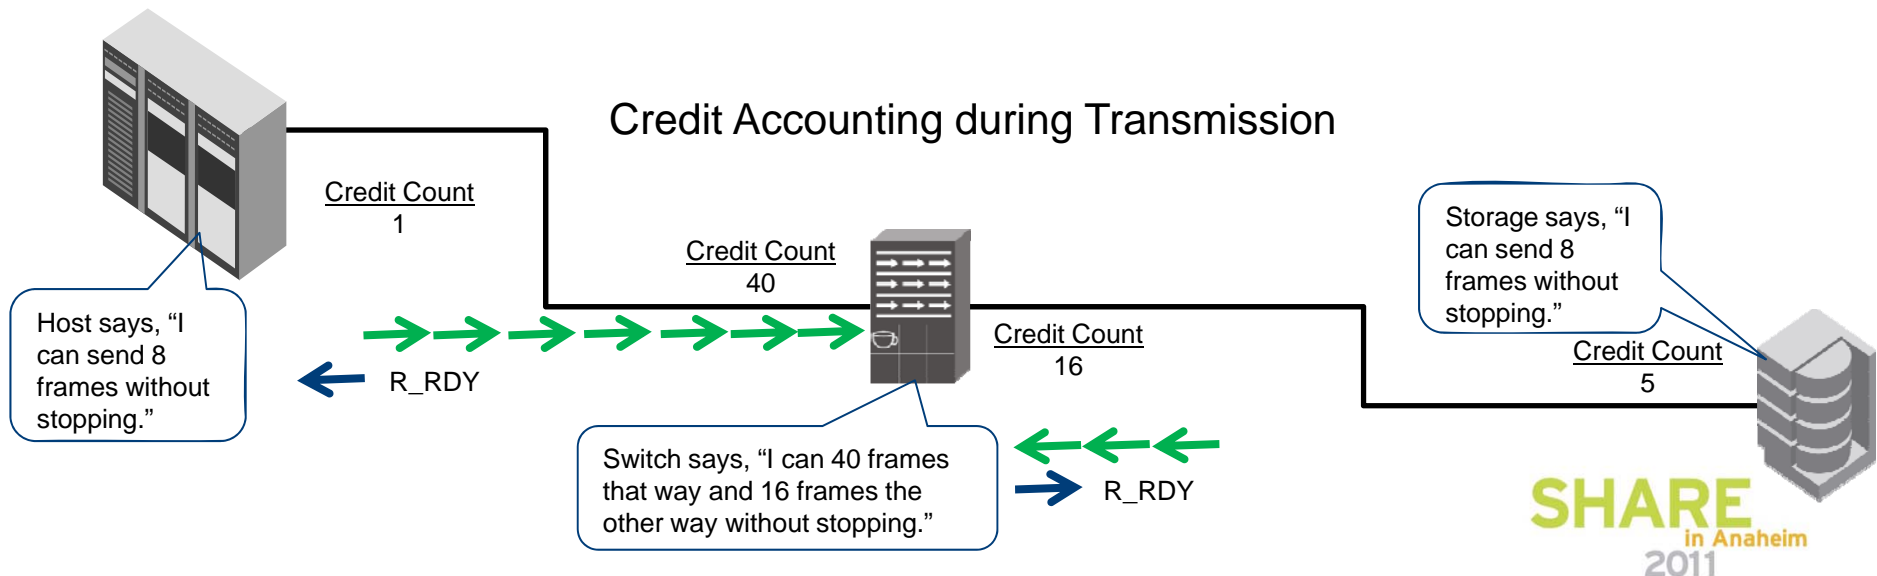 Credit Accounting during Transmission
Credit Count
1
Credit Count
40
Credit Count
16
Credit Count
5
Host says, “I
can send 8
frames without
stopping.”
R_RDY
Switch says, “I can 40 frames
that way and 16 frames the
other way without stopping.”
R_RDY
Storage says, “I
can send 8
frames without
stopping.”
SHARE
in Anaheim
2011